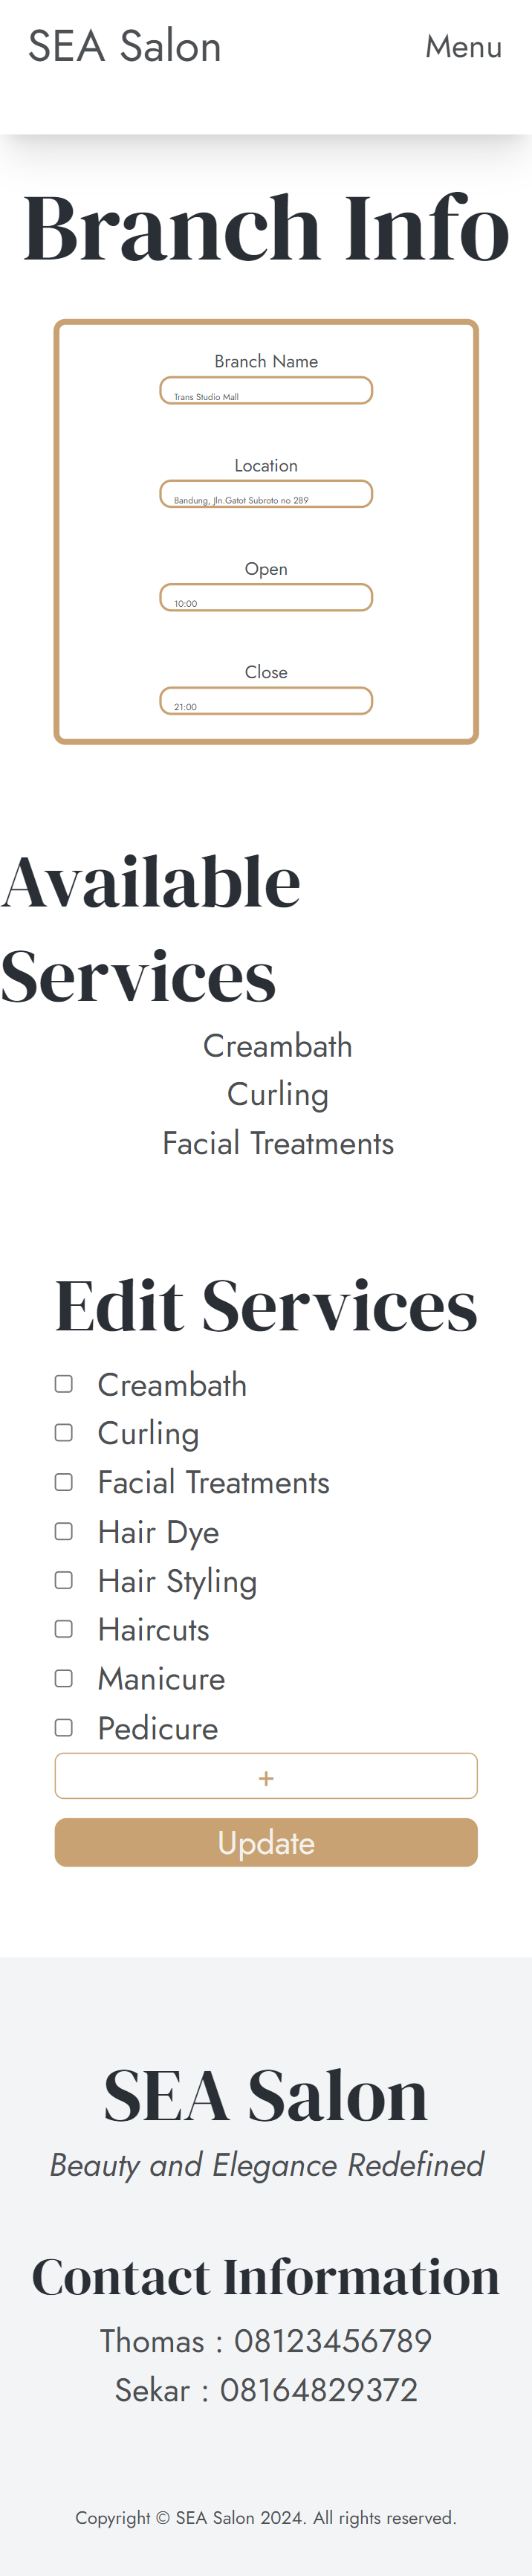 SEA Salon
Menu
Branch Info
Branch Name
Trans Studio Mall
Location
Bandung, Jln.Gatot Subroto no 289
Open
10:00
Close
21:00
Available
Services
Creambath
Curling
Facial Treatments
Edit Services
Creambath
Curling
Facial Treatments
Hair Dye
Hair Styling
Haircuts
Manicure
Pedicure
+
Update
SEA Salon
Beauty and Elegance Redefined
Contact Information
Thomas : 08123456789
Sekar : 08164829372
Copyright © SEA Salon 2024. All rights reserved.